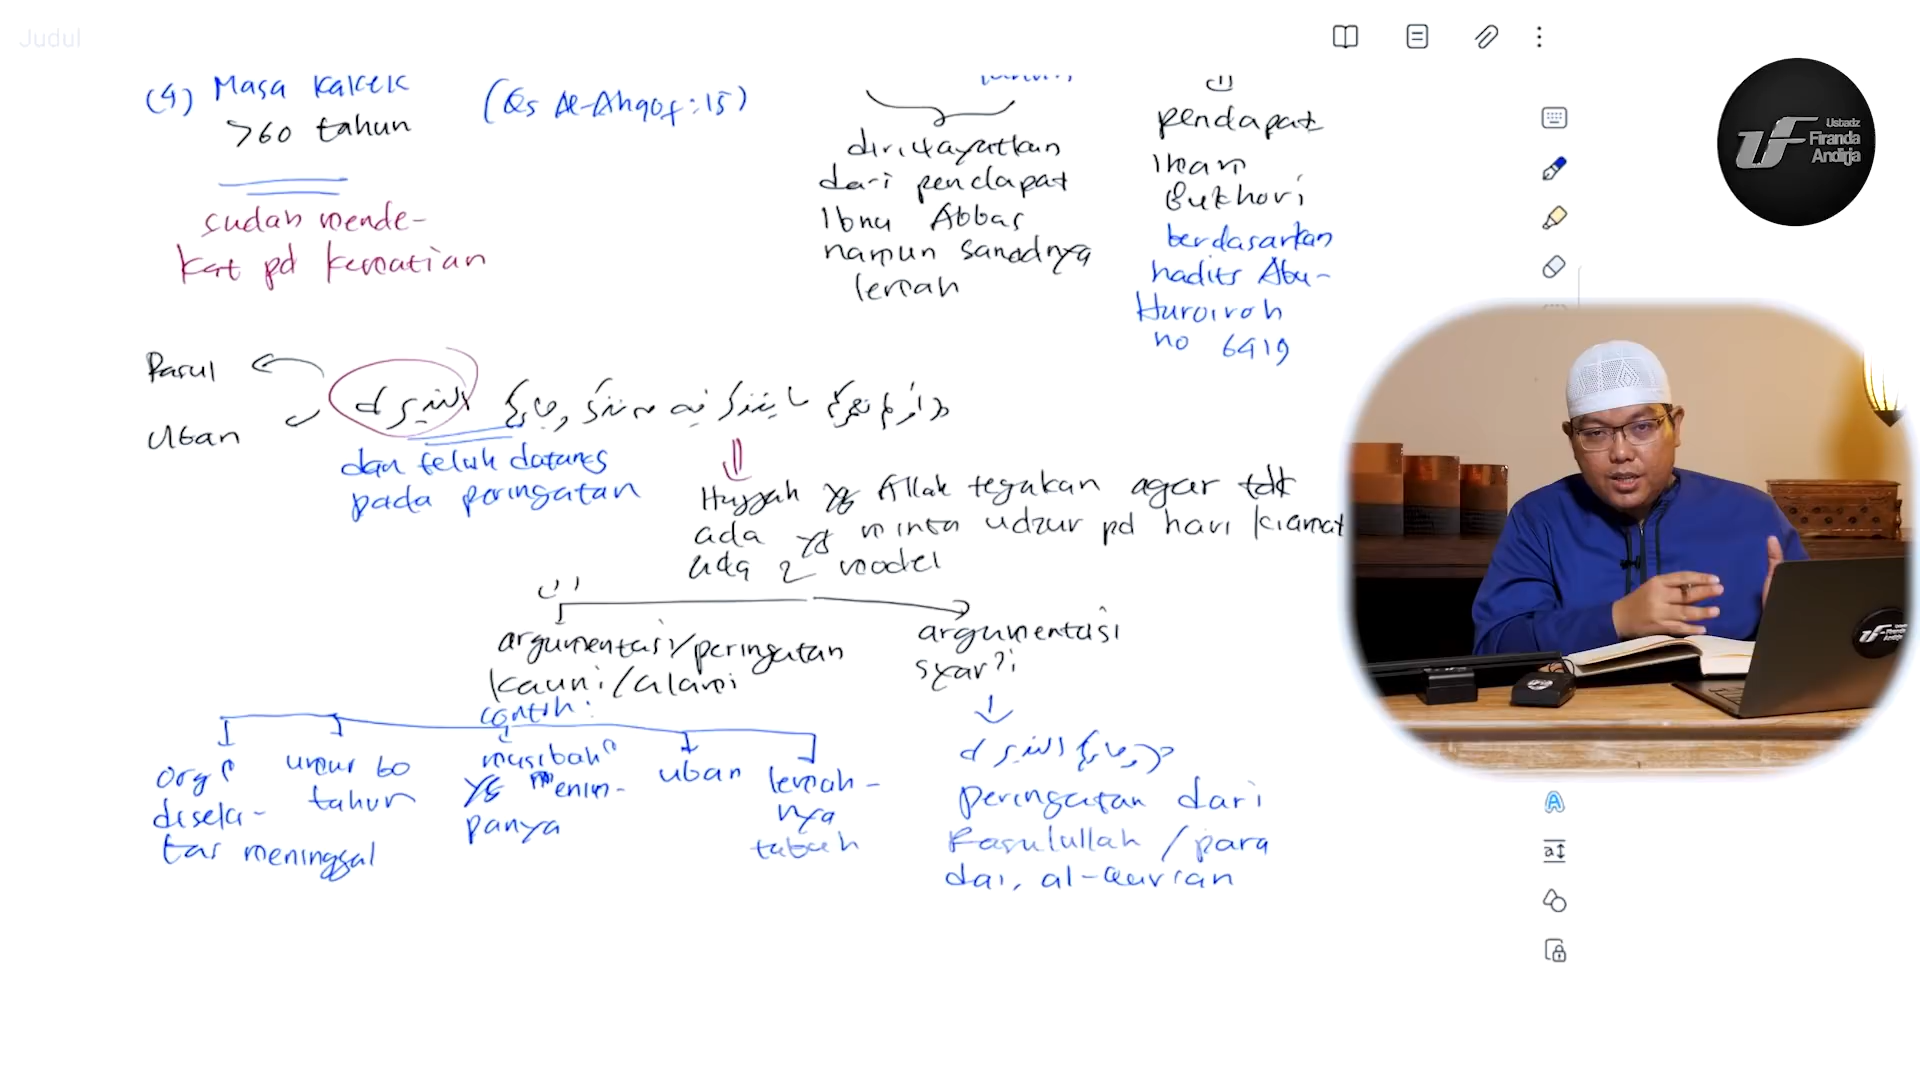 Judul
(4) Masa Kakek
>60 tahun
(Qs Al-Ahqof:15)
sudah mende-
kat pd kematian
diriwayatkan
dari pendapat
Ibnu Abbas
namun sanadnya
lemah
pendapat
Imam
Bukhori
berdasarkan
hadits Abu-
Huroiroh
no 6419
Rasul
Uban
النذير
dan telah datang
pada peringatan
Hujjah yg Allah tegakan agar tdk
ada yg minta udzur pd hari kiamat
ada 2 model
argumentasi/peringatan
kauni/alami
contoh:
org²
diseki-
tar meninggal
umur 60
tahun
musibah²
yg menim-
panya
uban
lemah-
nya
tubuh
argumentasi
syar'i
وجاءكم النذير
peringatan dari
Rasulullah / para
dai, al-Qur'an
Ustadz
Firanda
Andirja